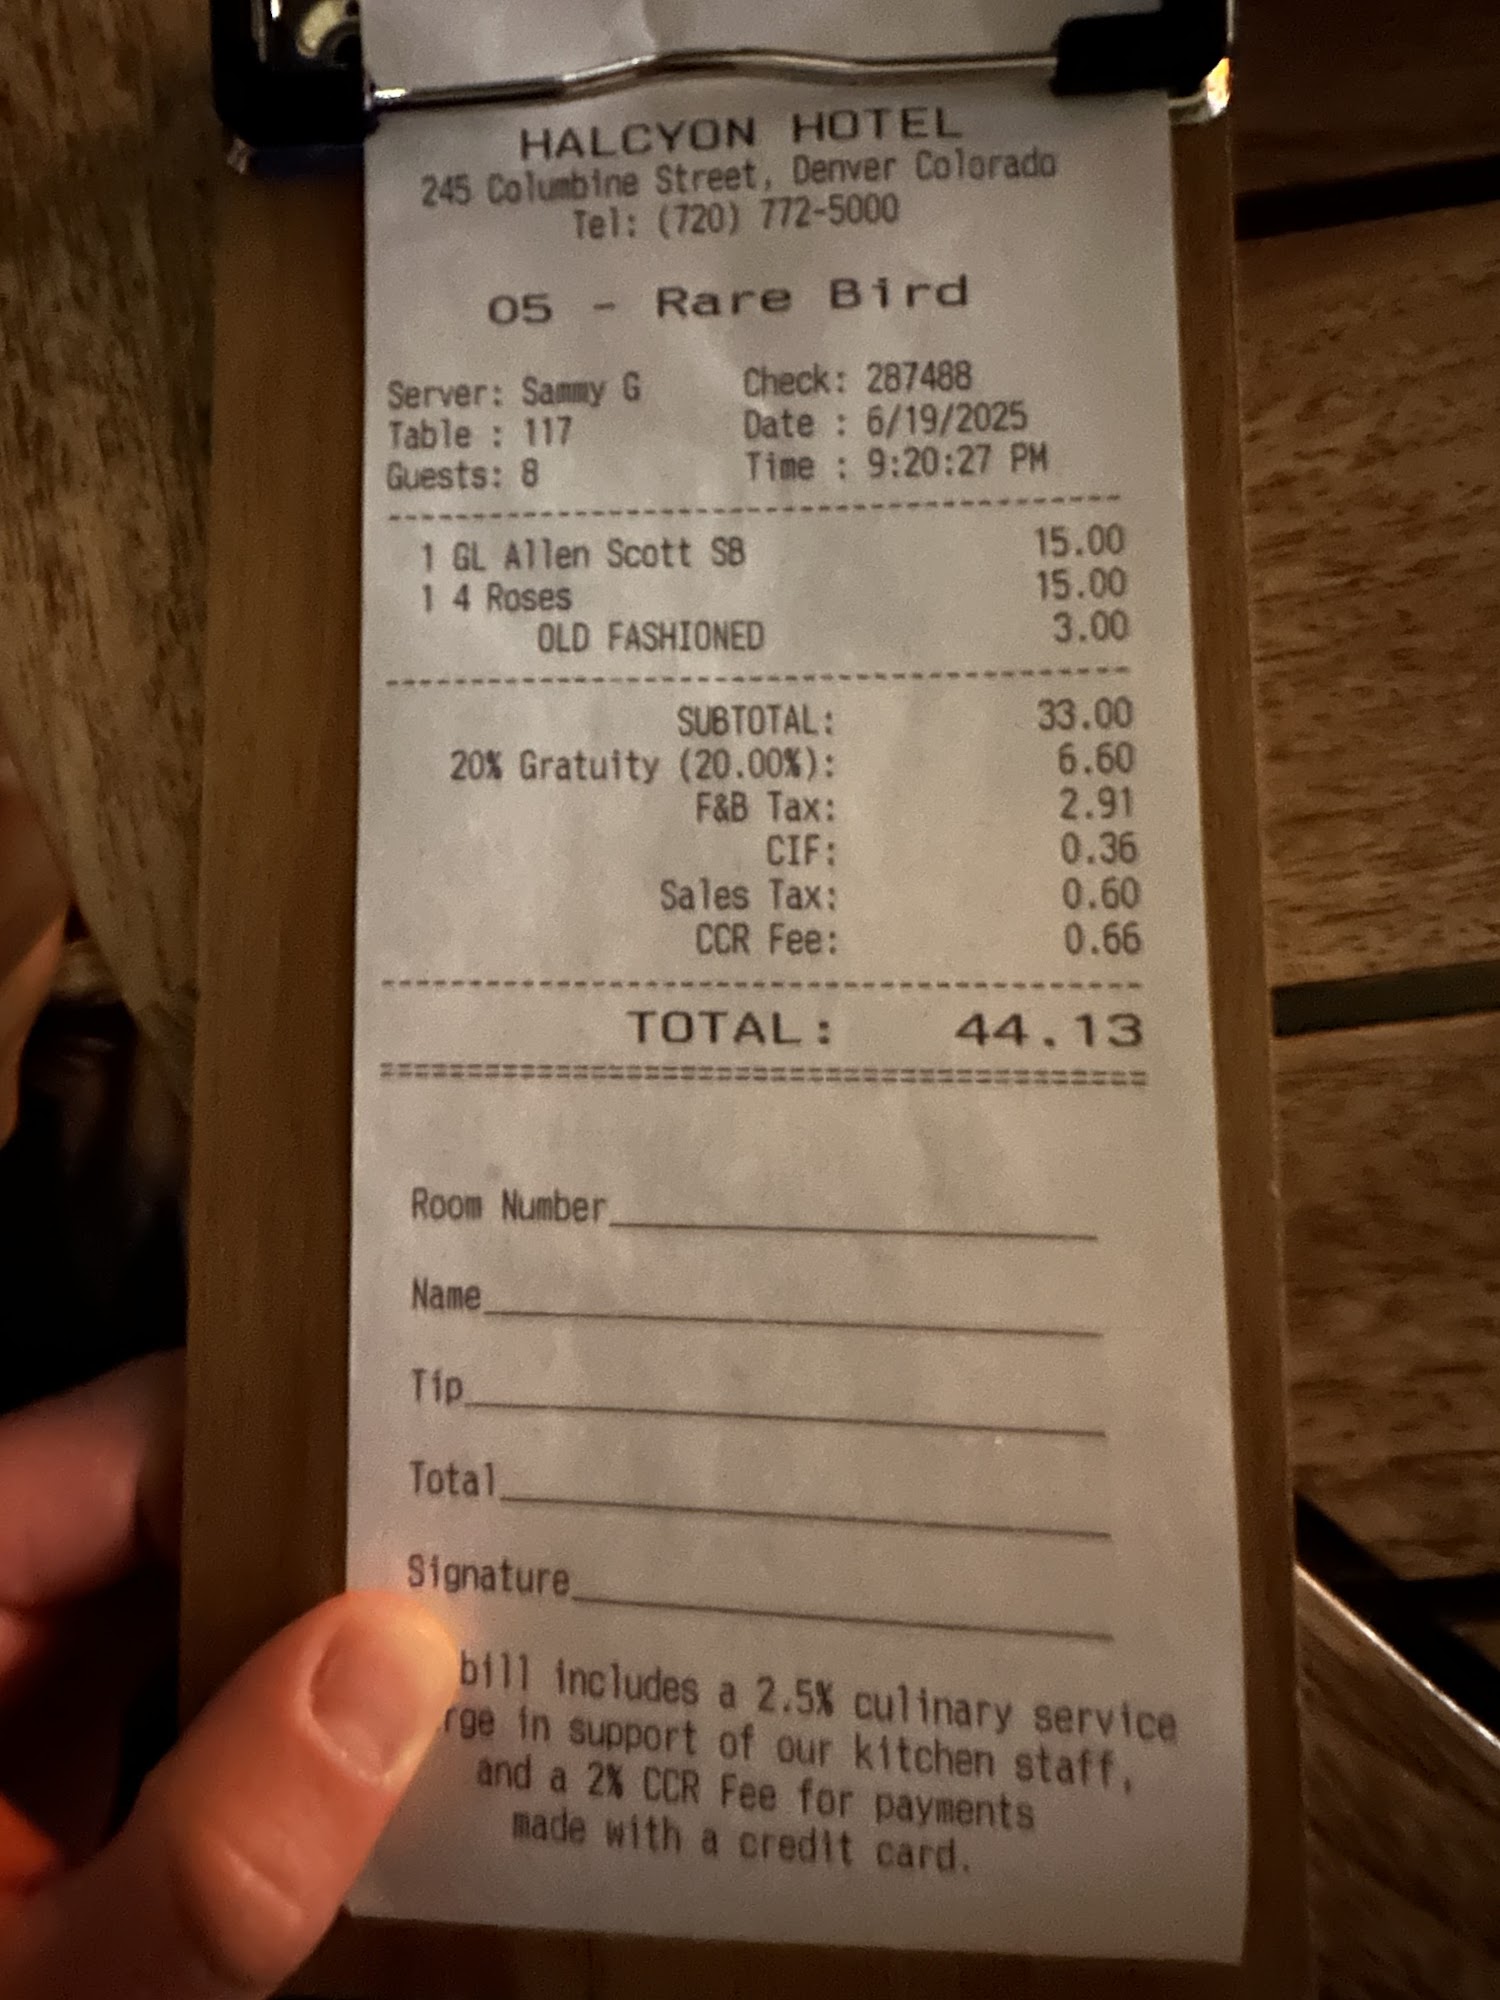 HALCYON HOTEL
245 Columbine Street, Denver Colorado
Tel: (720) 772-5000
05 - Rare Bird
Server: Sammy G Check: 287488
Table : 117 Date : 6/19/2025
Guests: 8 Time : 9:20:27 PM
1 GL Allen Scott SB 15.00
1 4 Roses 15.00
OLD FASHIONED 3.00
SUBTOTAL: 33.00
20% Gratuity (20.00%): 6.60
F&B Tax: 2.91
CIF: 0.36
Sales Tax: 0.60
CCR Fee: 0.66
TOTAL: 44.13
Room Number
Name
Tip
Total
Signature
bill includes a 2.5% culinary service
rge in support of our kitchen staff,
and a 2% CCR Fee for payments
made with a credit card.